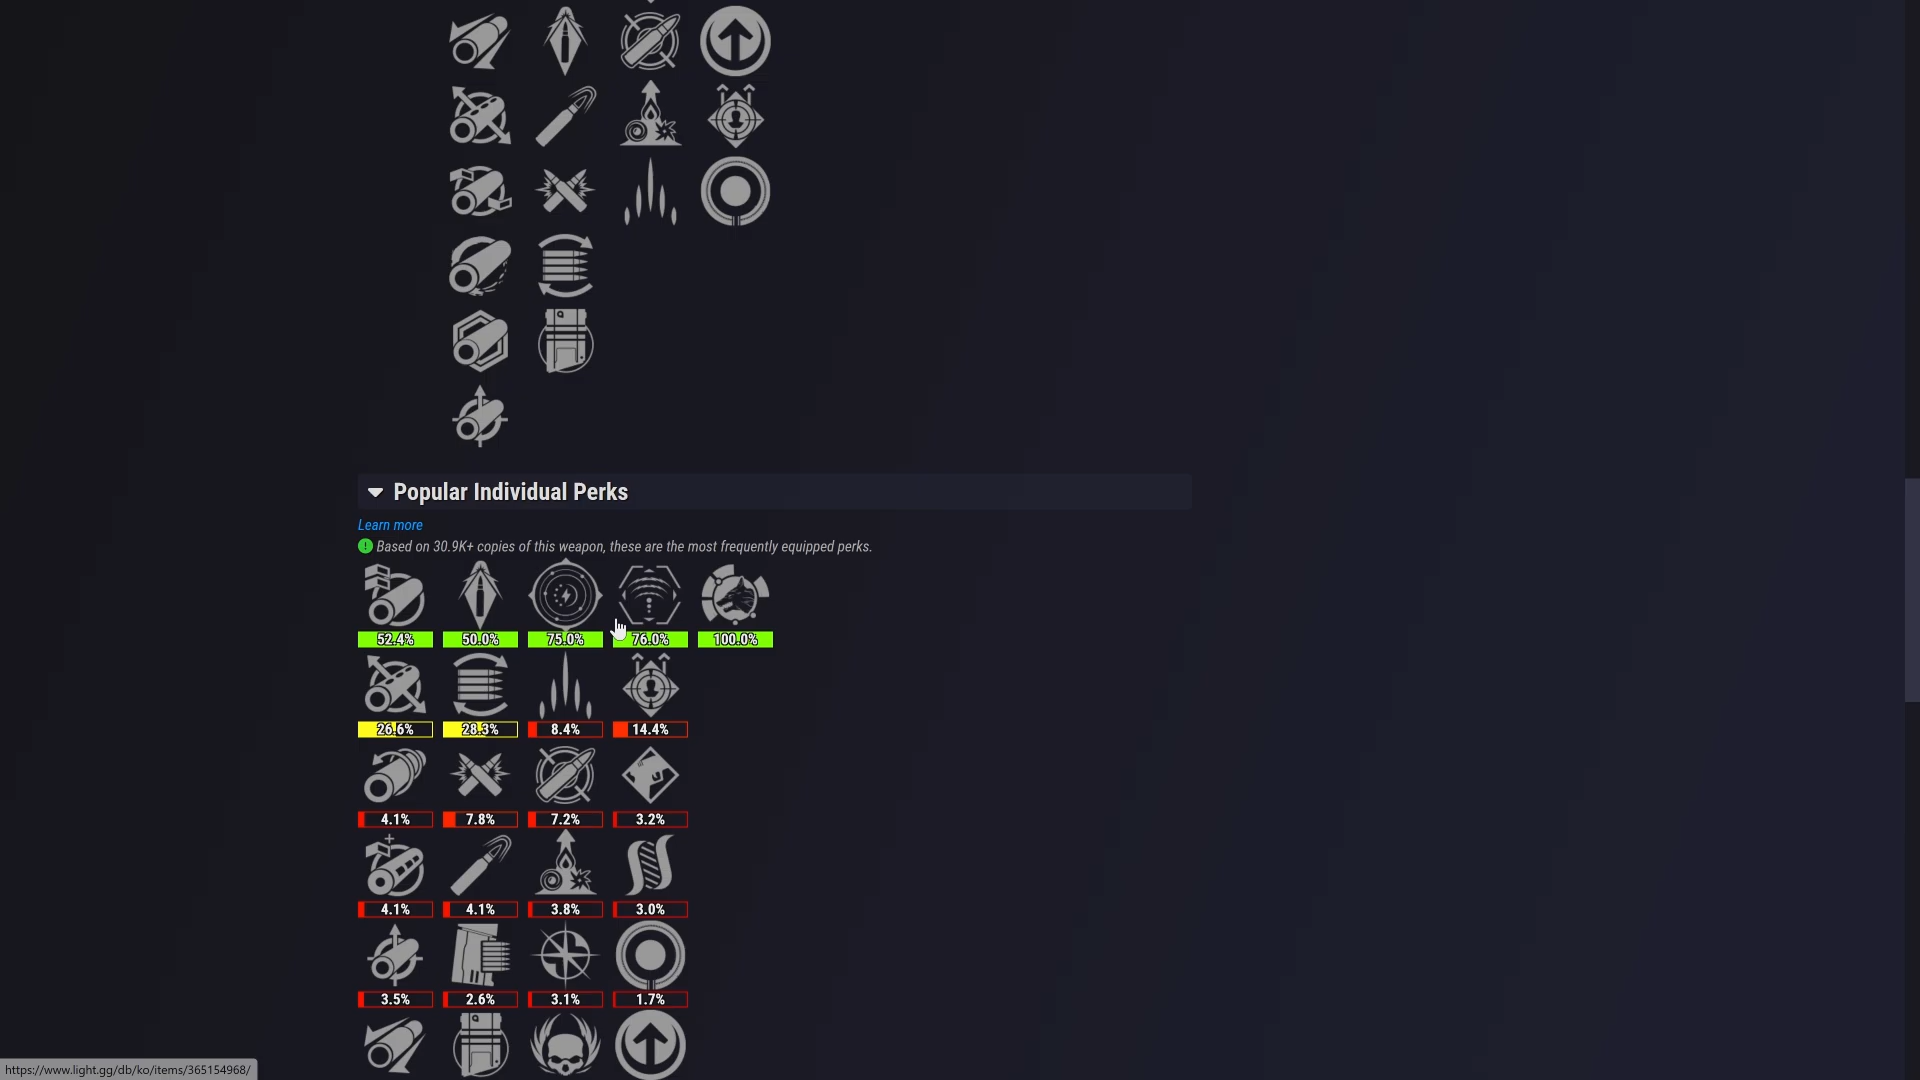 Popular Individual Perks
Learn more
Based on 30.9K+ copies of this weapon, these are the most frequently equipped perks.
52.4% 50.0% 75.0% 76.0% 100.0%
26.6% 28.3% 8.4% 14.4%
4.1% 7.8% 7.2% 3.2%
4.1% 4.1% 3.8% 3.0%
3.5% 2.6% 3.1% 1.7%
https://www.light.gg/db/ko/items/365154968/